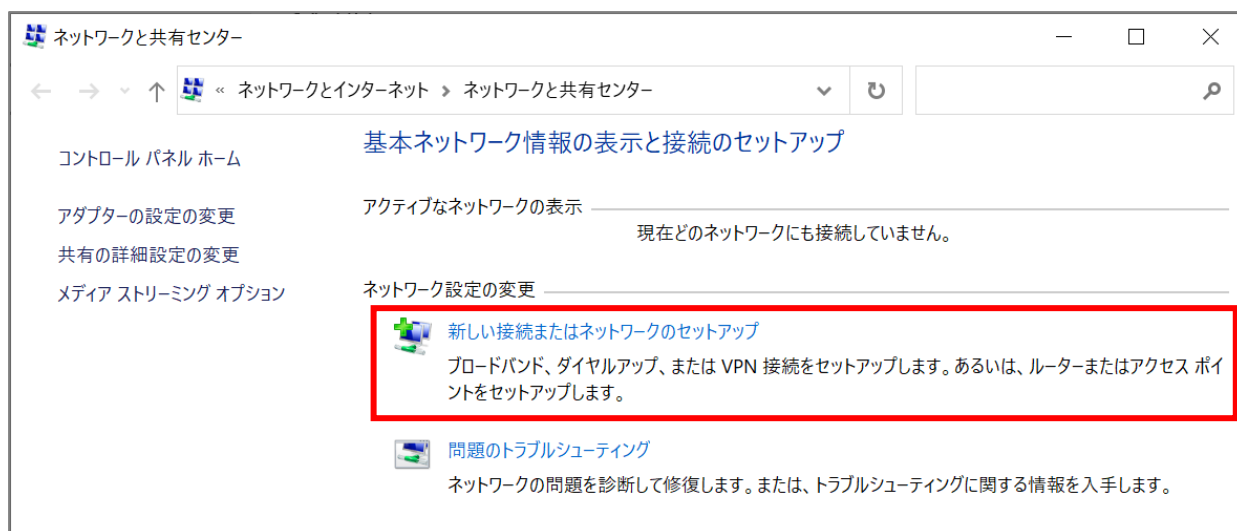 ネットワークと共有センター
« ネットワークとインターネット › ネットワークと共有センター
コントロール パネル ホーム
アダプターの設定の変更
共有の詳細設定の変更
メディア ストリーミング オプション
基本ネットワーク情報の表示と接続のセットアップ
アクティブなネットワークの表示
現在どのネットワークにも接続していません。
ネットワーク設定の変更
新しい接続またはネットワークのセットアップ
ブロードバンド、ダイヤルアップ、または VPN 接続をセットアップします。あるいは、ルーターまたはアクセス ポイ
ントをセットアップします。
問題のトラブルシューティング
ネットワークの問題を診断して修復します。または、トラブルシューティングに関する情報を入手します。